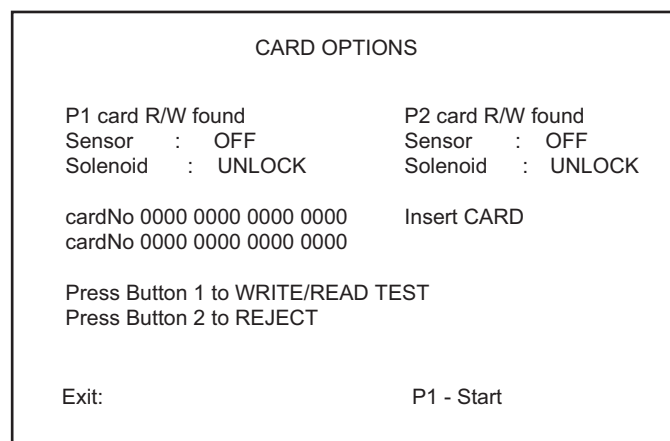 CARD OPTIONS
P1 card R/W found P2 card R/W found
Sensor : OFF Sensor : OFF
Solenoid : UNLOCK Solenoid : UNLOCK
cardNo 0000 0000 0000 0000 Insert CARD
cardNo 0000 0000 0000 0000
Press Button 1 to WRITE/READ TEST
Press Button 2 to REJECT
Exit: P1 - Start